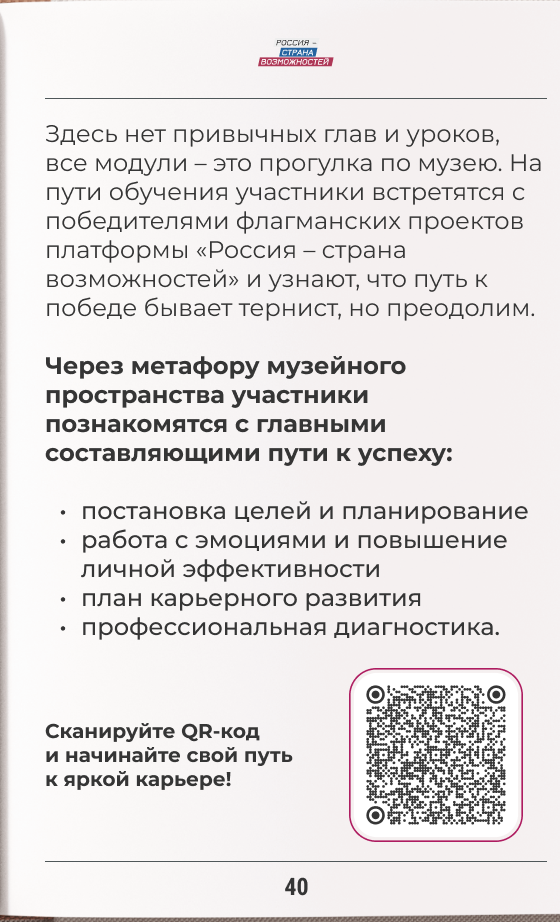 РОССИЯ –
СТРАНА
ВОЗМОЖНОСТЕЙ
Здесь нет привычных глав и уроков,
все модули – это прогулка по музею. На
пути обучения участники встретятся с
победителями флагманских проектов
платформы «Россия – страна
возможностей» и узнают, что путь к
победе бывает тернист, но преодолим.
Через метафору музейного
пространства участники
познакомятся с главными
составляющими пути к успеху:
• постановка целей и планирование
• работа с эмоциями и повышение
личной эффективности
• план карьерного развития
• профессиональная диагностика.
Сканируйте QR-код
и начинайте свой путь
к яркой карьере!
40